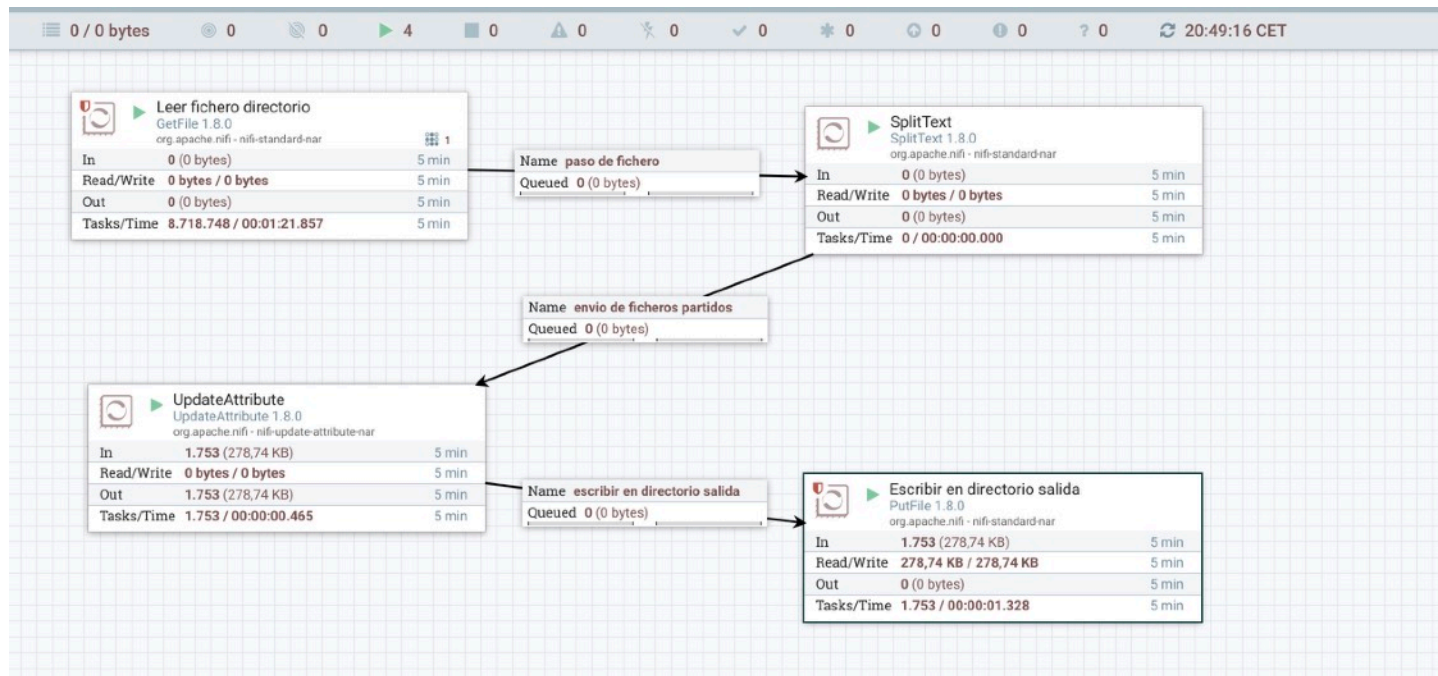 0 / 0 bytes 0 0 4 0 0 0 0 0 0 0 ? 0 20:49:16 CET
Leer fichero directorio
GetFile 1.8.0
org.apache.nifi - nifi-standard-nar
1
In 0 (0 bytes) 5 min
Read/Write 0 bytes / 0 bytes 5 min
Out 0 (0 bytes) 5 min
Tasks/Time 8.718.748 / 00:01:21.857 5 min
Name paso de fichero
Queued 0 (0 bytes)
SplitText
SplitText 1.8.0
org.apache.nifi - nifi-standard-nar
In 0 (0 bytes) 5 min
Read/Write 0 bytes / 0 bytes 5 min
Out 0 (0 bytes) 5 min
Tasks/Time 0 / 00:00:00.000 5 min
Name envio de ficheros partidos
Queued 0 (0 bytes)
UpdateAttribute
UpdateAttribute 1.8.0
org.apache.nifi - nifi-update-attribute-nar
In 1.753 (278,74 KB) 5 min
Read/Write 0 bytes / 0 bytes 5 min
Out 1.753 (278,74 KB) 5 min
Tasks/Time 1.753 / 00:00:00.465 5 min
Name escribir en directorio salida
Queued 0 (0 bytes)
Escribir en directorio salida
PutFile 1.8.0
org.apache.nifi - nifi-standard-nar
In 1.753 (278,74 KB) 5 min
Read/Write 278,74 KB / 278,74 KB 5 min
Out 0 (0 bytes) 5 min
Tasks/Time 1.753 / 00:00:01.328 5 min